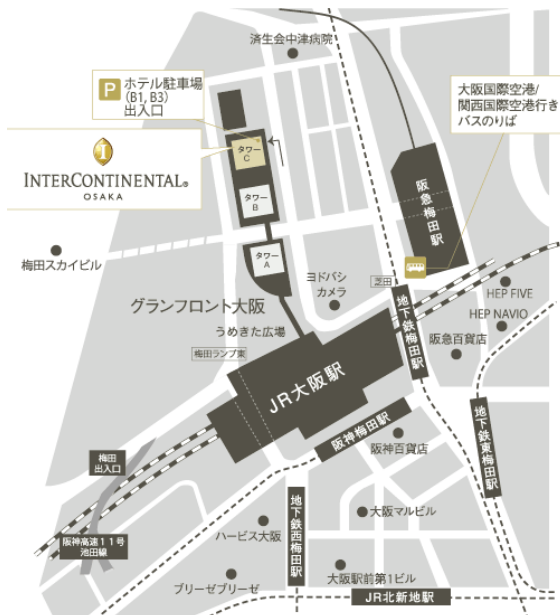 済生会中津病院
P ホテル駐車場
(B1, B3)
出入口
大阪国際空港/
関西国際空港行き
バスのりば
タワー
C
I
INTERCONTINENTAL®
OSAKA
タワー
B
阪急梅田駅
梅田スカイビル
タワー
A
ヨドバシ
カメラ
芝田
HEP FIVE
グランフロント大阪
うめきた広場
HEP NAVIO
地下鉄梅田駅
阪急百貨店
梅田ランプ東
JR大阪駅
阪神梅田駅
阪神百貨店
地下鉄東梅田駅
梅田
出入口
阪神高速11号
池田線
地下鉄西梅田駅
ハービス大阪
大阪マルビル
ブリーゼブリーゼ
大阪駅前第1ビル
JR北新地駅